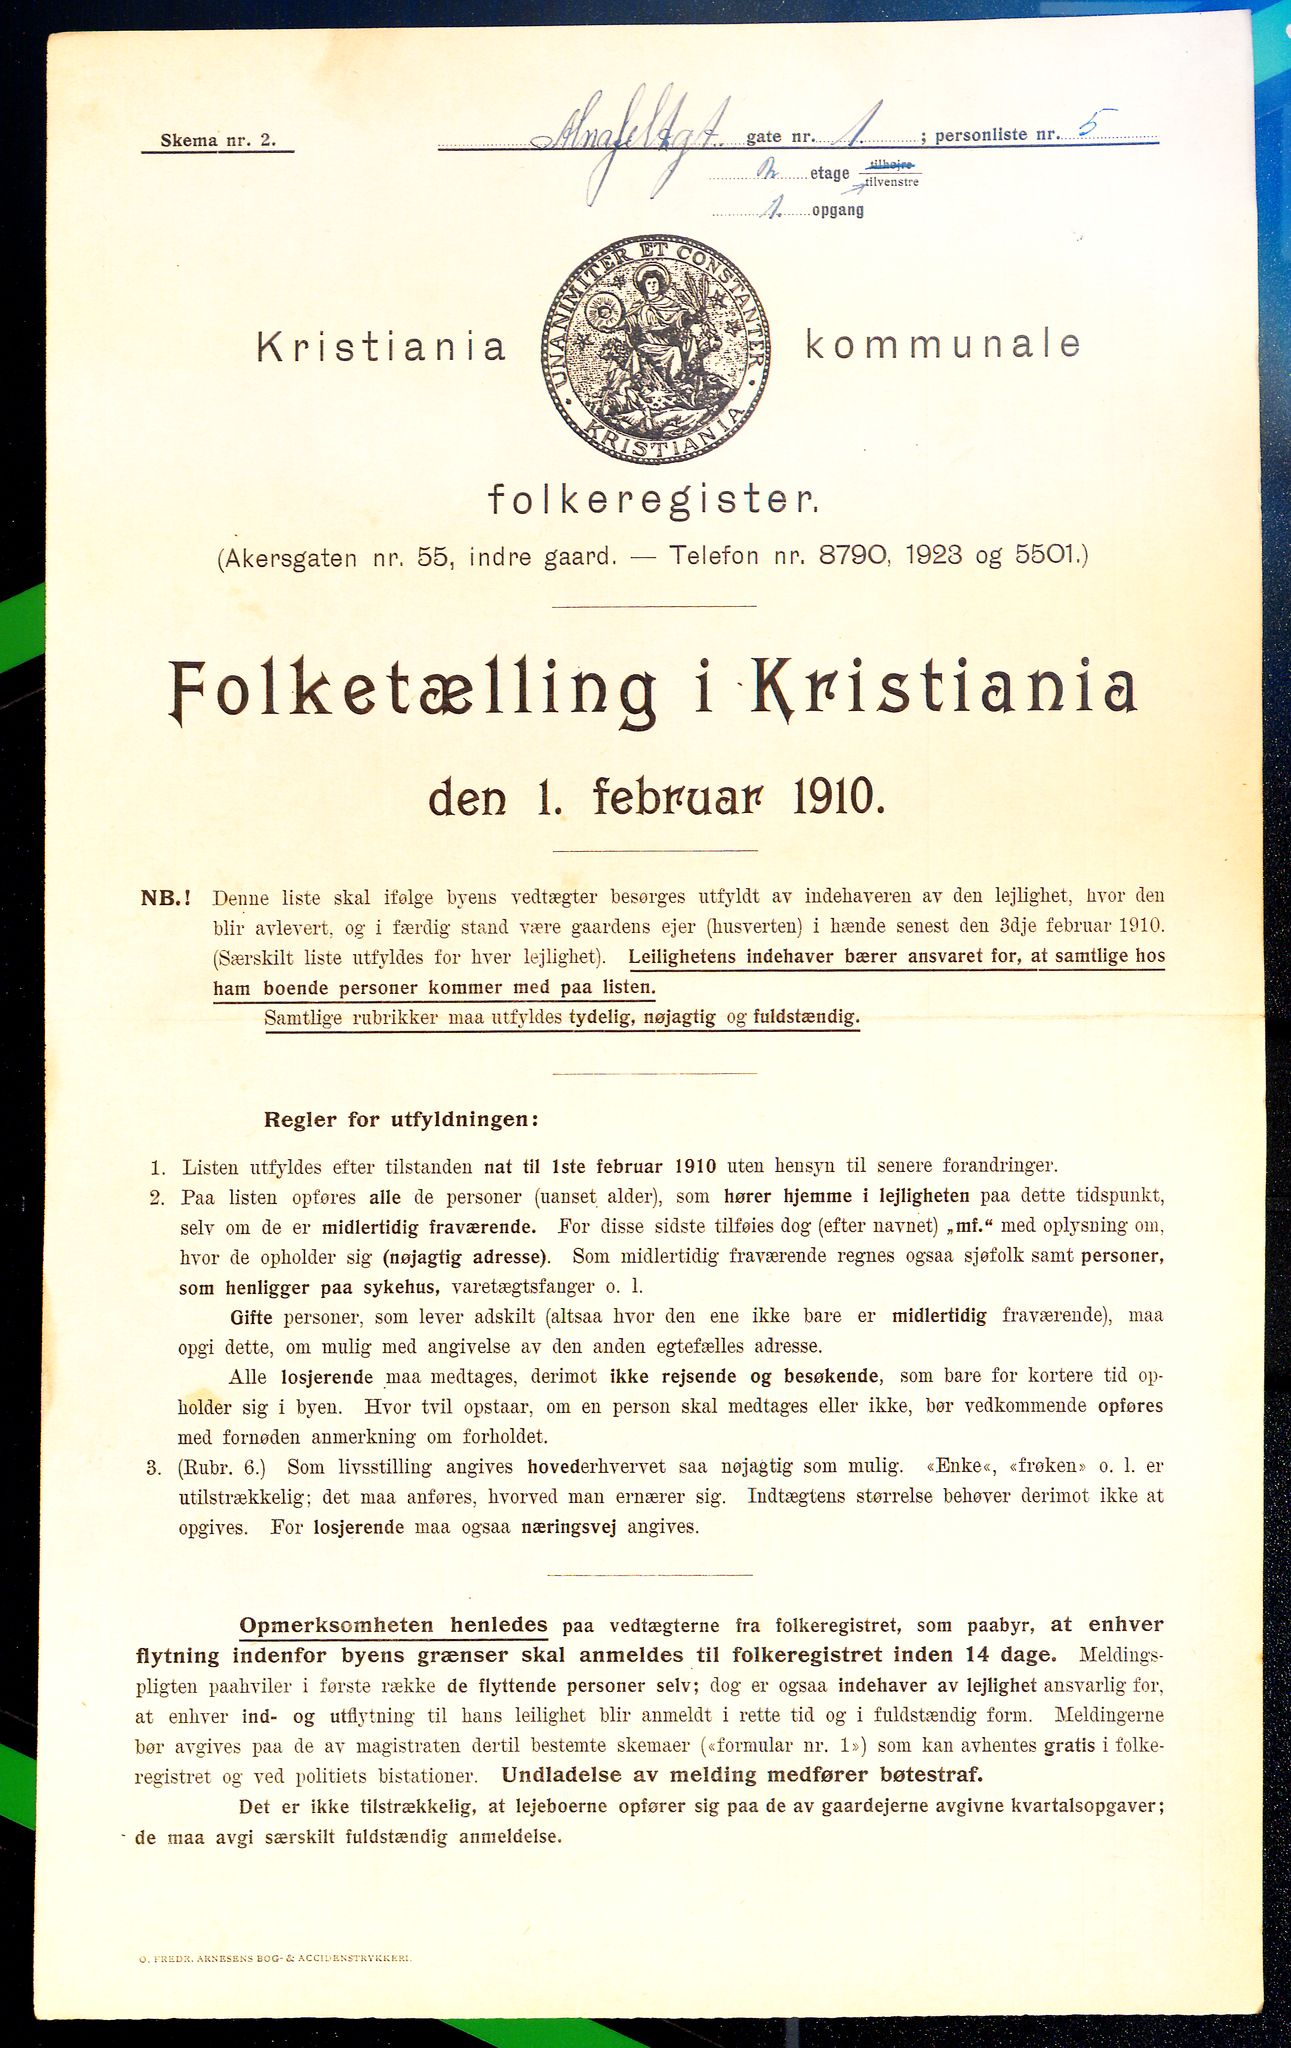 Skema nr. 2.
Alnafeltgt. gate nr. 1. ; personliste nr. 5
2 etage tilhøjre
tilvenstre
1. opgang
UNANIMITER ET CONSTANTER
KRISTIANIA
Kristiania kommunale
folkeregister.
(Akersgaten nr. 55, indre gaard. — Telefon nr. 8790, 1923 og 5501.)
Folketælling i Kristiania
den 1. februar 1910.
NB.! Denne liste skal ifølge byens vedtægter besørges utfyldt av indehaveren av den lejlighet, hvor den
blir avlevert, og i færdig stand være gaardens ejer (husverten) i hænde senest den 3dje februar 1910.
(Særskilt liste utfyldes for hver lejlighet). Leilighetens indehaver bærer ansvaret for, at samtlige hos
ham boende personer kommer med paa listen.
Samtlige rubrikker maa utfyldes tydelig, nøjagtig og fuldstændig.
Regler for utfyldningen:
1. Listen utfyldes efter tilstanden nat til 1ste februar 1910 uten hensyn til senere forandringer.
2. Paa listen opføres alle de personer (uanset alder), som hører hjemme i lejligheten paa dette tidspunkt,
selv om de er midlertidig fraværende. For disse sidste tilføies dog (efter navnet) „mf.“ med oplysning om,
hvor de opholder sig (nøjagtig adresse). Som midlertidig fraværende regnes ogsaa sjøfolk samt personer,
som henligger paa sykehus, varetægtsfanger o. l.
Gifte personer, som lever adskilt (altsaa hvor den ene ikke bare er midlertidig fraværende), maa
opgi dette, om mulig med angivelse av den anden egtefælles adresse.
Alle losjerende maa medtages, derimot ikke rejsende og besøkende, som bare for kortere tid op-
holder sig i byen. Hvor tvil opstaar, om en person skal medtages eller ikke, bør vedkommende opføres
med fornøden anmerkning om forholdet.
3. (Rubr. 6.) Som livsstilling angives hovederhvervet saa nøjagtig som mulig. «Enke«, «frøken» o. l. er
utilstrækkelig; det maa anføres, hvorved man ernærer sig. Indtægtens størrelse behøver derimot ikke at
opgives. For losjerende maa ogsaa næringsvej angives.
Opmerksomheten henledes paa vedtægterne fra folkeregistret, som paabyr, at enhver
flytning indenfor byens grænser skal anmeldes til folkeregistret inden 14 dage. Meldings-
pligten paahviler i første række de flyttende personer selv; dog er ogsaa indehaver av lejlighet ansvarlig for,
at enhver ind- og utflytning til hans leilighet blir anmeldt i rette tid og i fuldstændig form. Meldingerne
bør avgives paa de av magistraten dertil bestemte skemaer («formular nr. 1») som kan avhentes gratis i folke-
registret og ved politiets bistationer. Undladelse av melding medfører bøtestraf.
Det er ikke tilstrækkelig, at lejeboerne opfører sig paa de av gaardejerne avgivne kvartalsopgaver;
de maa avgi særskilt fuldstændig anmeldelse.
O. FREDR. ARNESENS BOG- & ACCIDENSTRYKKERI.